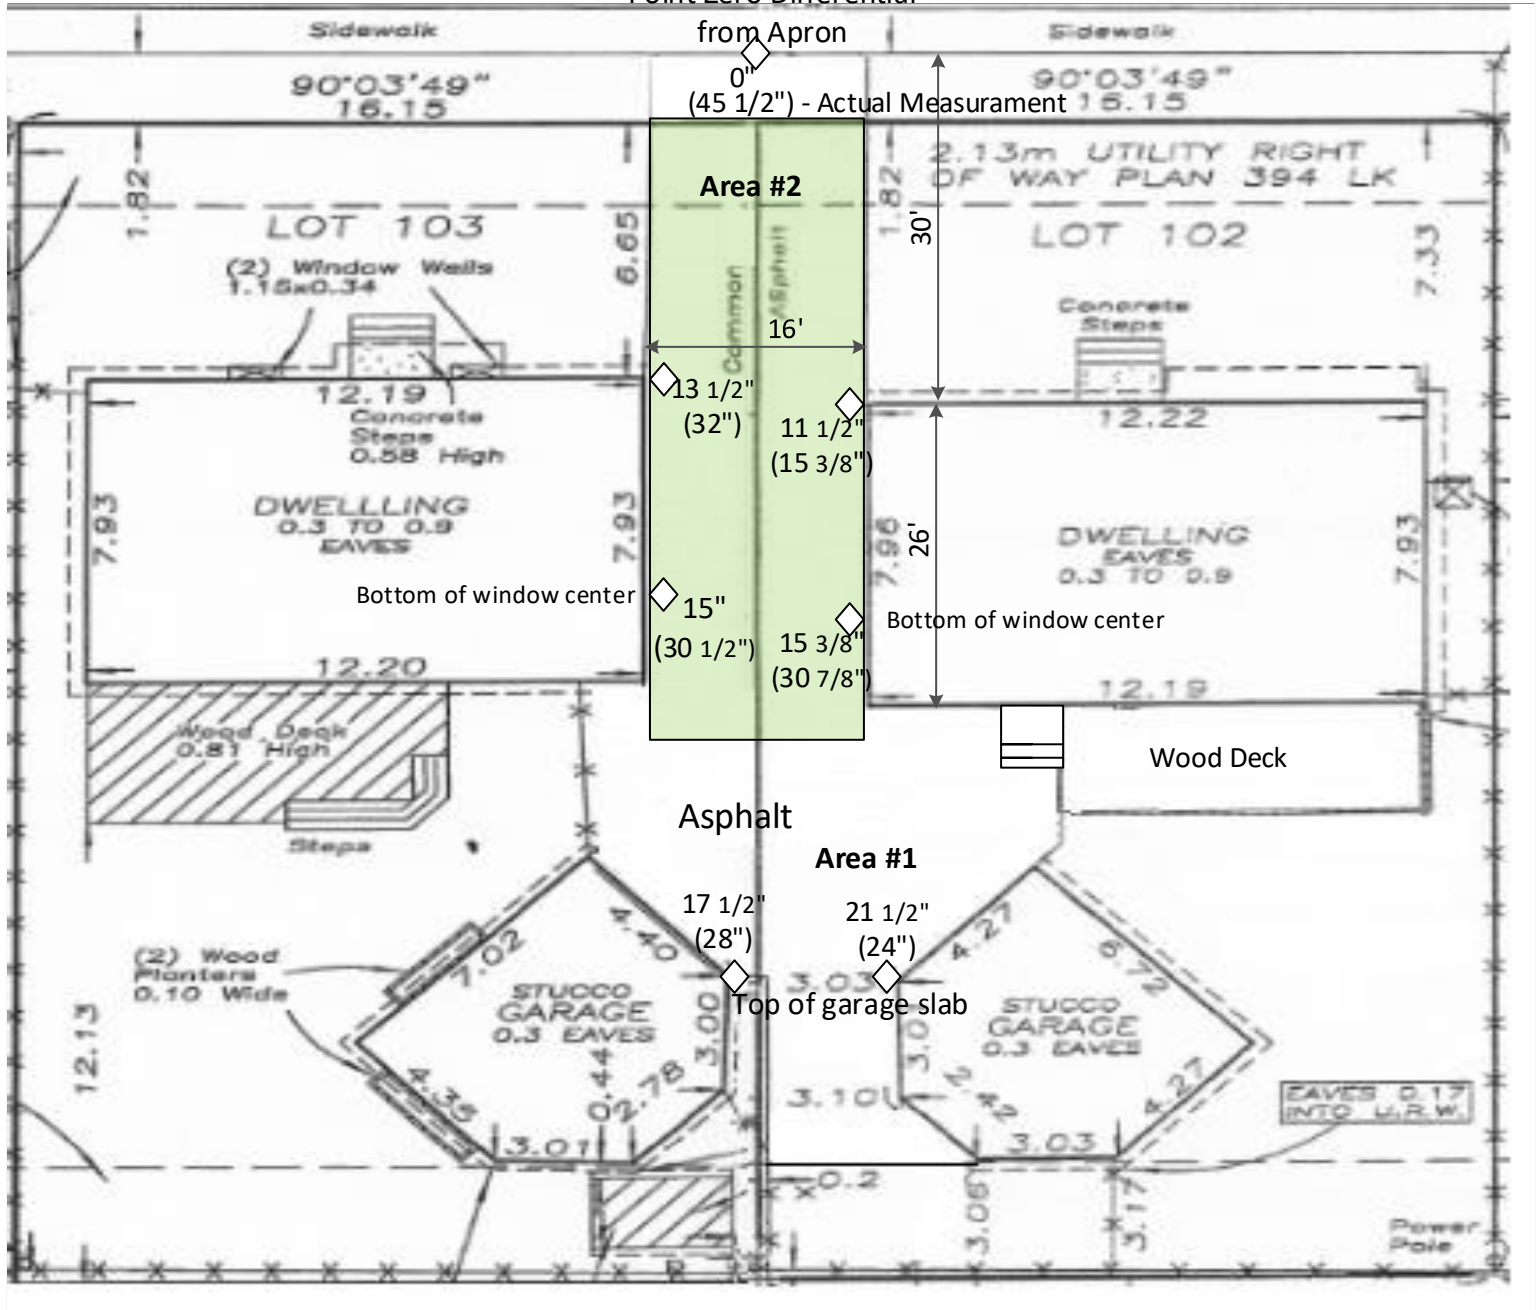 Point Zero Differential
from Apron
Sidewalk
Sidewalk
0"
(45 1/2") - Actual Measurament
90°03'49"
16.15
90°03'49"
16.15
Area #2
2.13m UTILITY RIGHT
OF WAY PLAN 394 LK
1.82
1.82
LOT 103
6.65
30'
LOT 102
7.33
(2) Window Wells
1.15x0.34
Common
Asphalt
Concrete
Steps
16'
12.19
13 1/2"
(32")
11 1/2"
(15 3/8")
12.22
Concrete
Steps
0.58 High
DWELLLING
0.3 TO 0.9
EAVES
7.93
7.93
7.96
26'
DWELLING
EAVES
0.3 TO 0.9
7.93
Bottom of window center
15"
(30 1/2")
Bottom of window center
15 3/8"
(30 7/8")
12.20
12.19
Wood Deck
0.81 High
Steps
Wood Deck
Asphalt
Area #1
17 1/2"
(28")
21 1/2"
(24")
4.40
4.27
7.02
6.72
(2) Wood
Planters
0.10 Wide
3.03
Top of garage slab
STUCCO
GARAGE
0.3 EAVES
3.00
STUCCO
GARAGE
0.3 EAVES
12.13
4.35
0.44
2.78
3.10
2.42
4.27
EAVES 0.17
INTO U.R.W.
3.01
3.03
0.2
3.06
3.17
Power
Pole